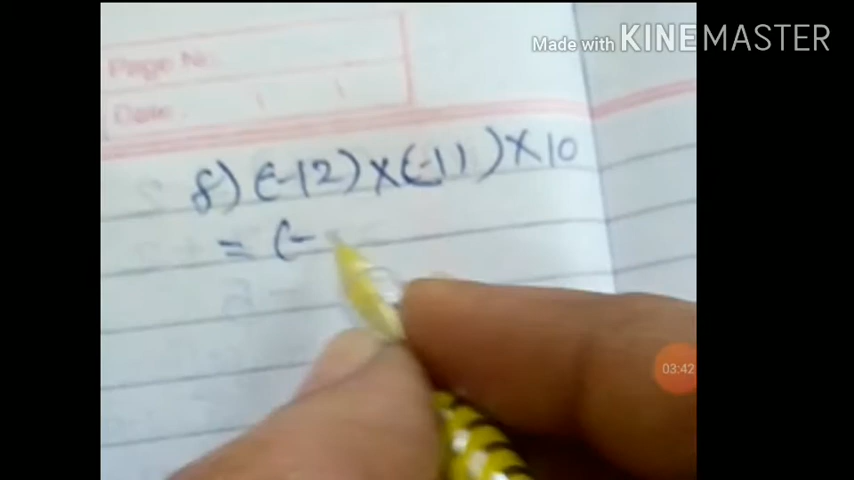 Made with KINEMASTER
Page No.
Date :
8) (-12) × (-11) × 10
= (-
03:42